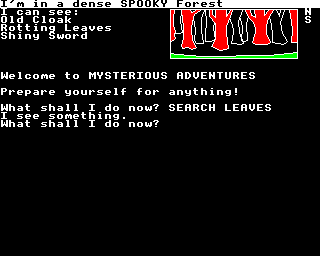 I'm in a dense SPOOKY Forest
I can see:
Old Cloak
Rotting Leaves
Shiny Sword
N
S
Welcome to MYSTERIOUS ADVENTURES
Prepare yourself for anything!
What shall I do now? SEARCH LEAVES
I see something.
What shall I do now?